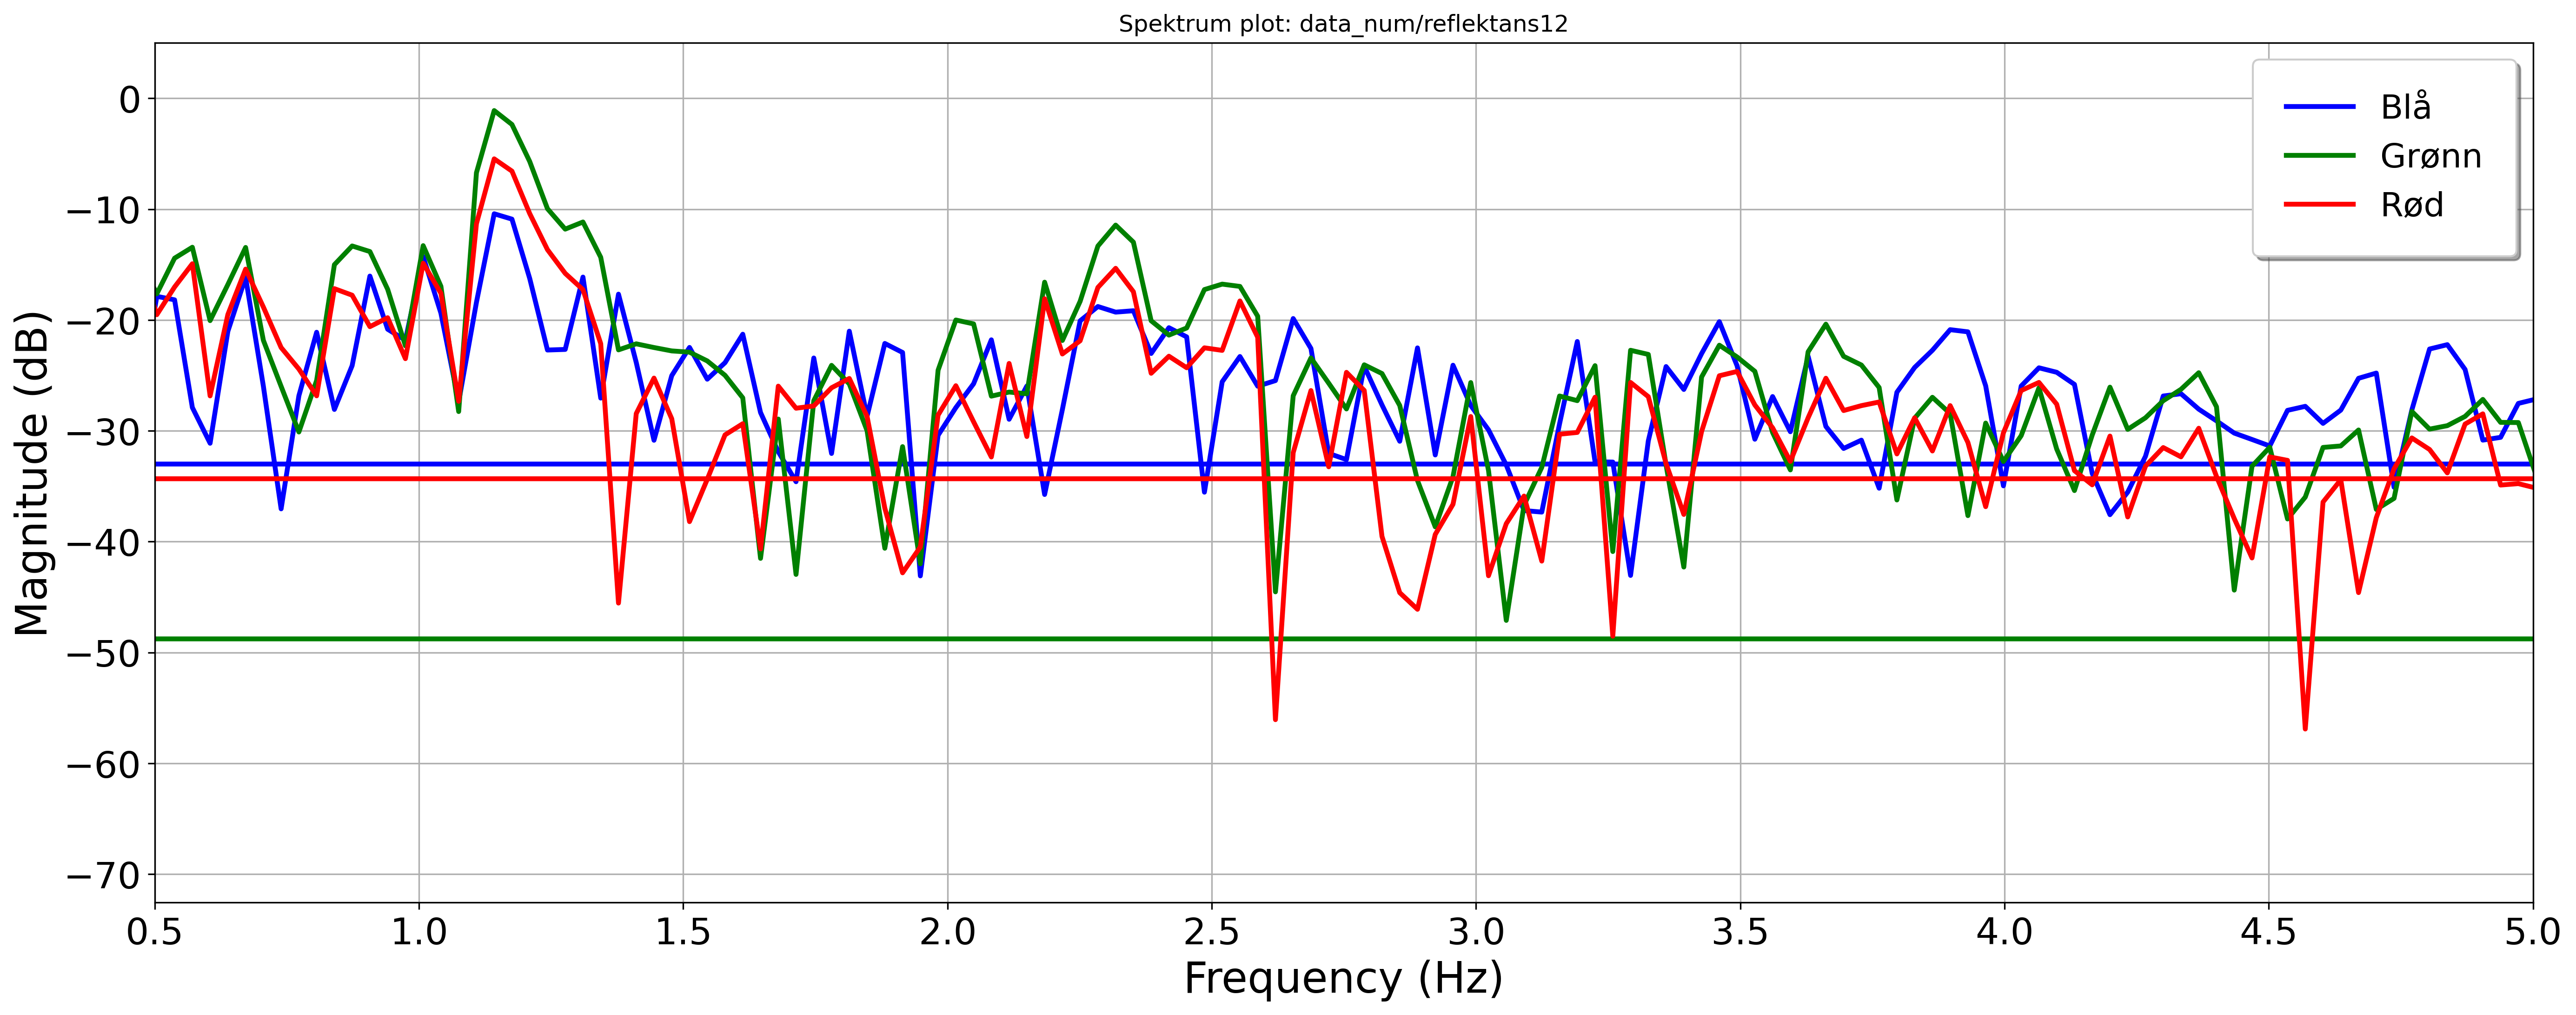 Spektrum plot: data_num/reflektans12
Magnitude (dB)
0
−10
−20
−30
−40
−50
−60
−70
Blå
Grønn
Rød
0.5 1.0 1.5 2.0 2.5 3.0 3.5 4.0 4.5 5.0
Frequency (Hz)